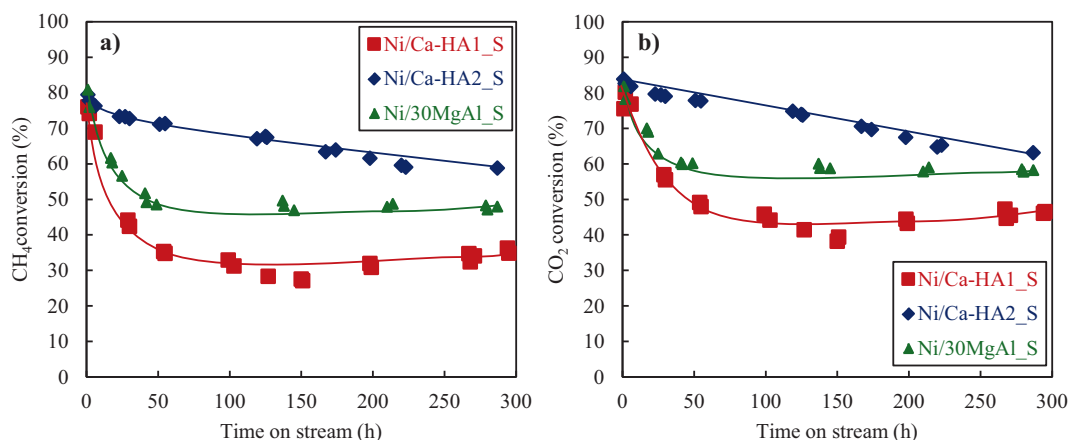 a)
Ni/Ca-HA1_S
Ni/Ca-HA2_S
Ni/30MgAl_S
CH₄conversion (%)
100
90
80
70
60
50
40
30
20
10
0
0 50 100 150 200 250 300
Time on stream (h)
b)
Ni/Ca-HA1_S
Ni/Ca-HA2_S
Ni/30MgAl_S
CO₂ conversion (%)
100
90
80
70
60
50
40
30
20
10
0
0 50 100 150 200 250 300
Time on stream (h)